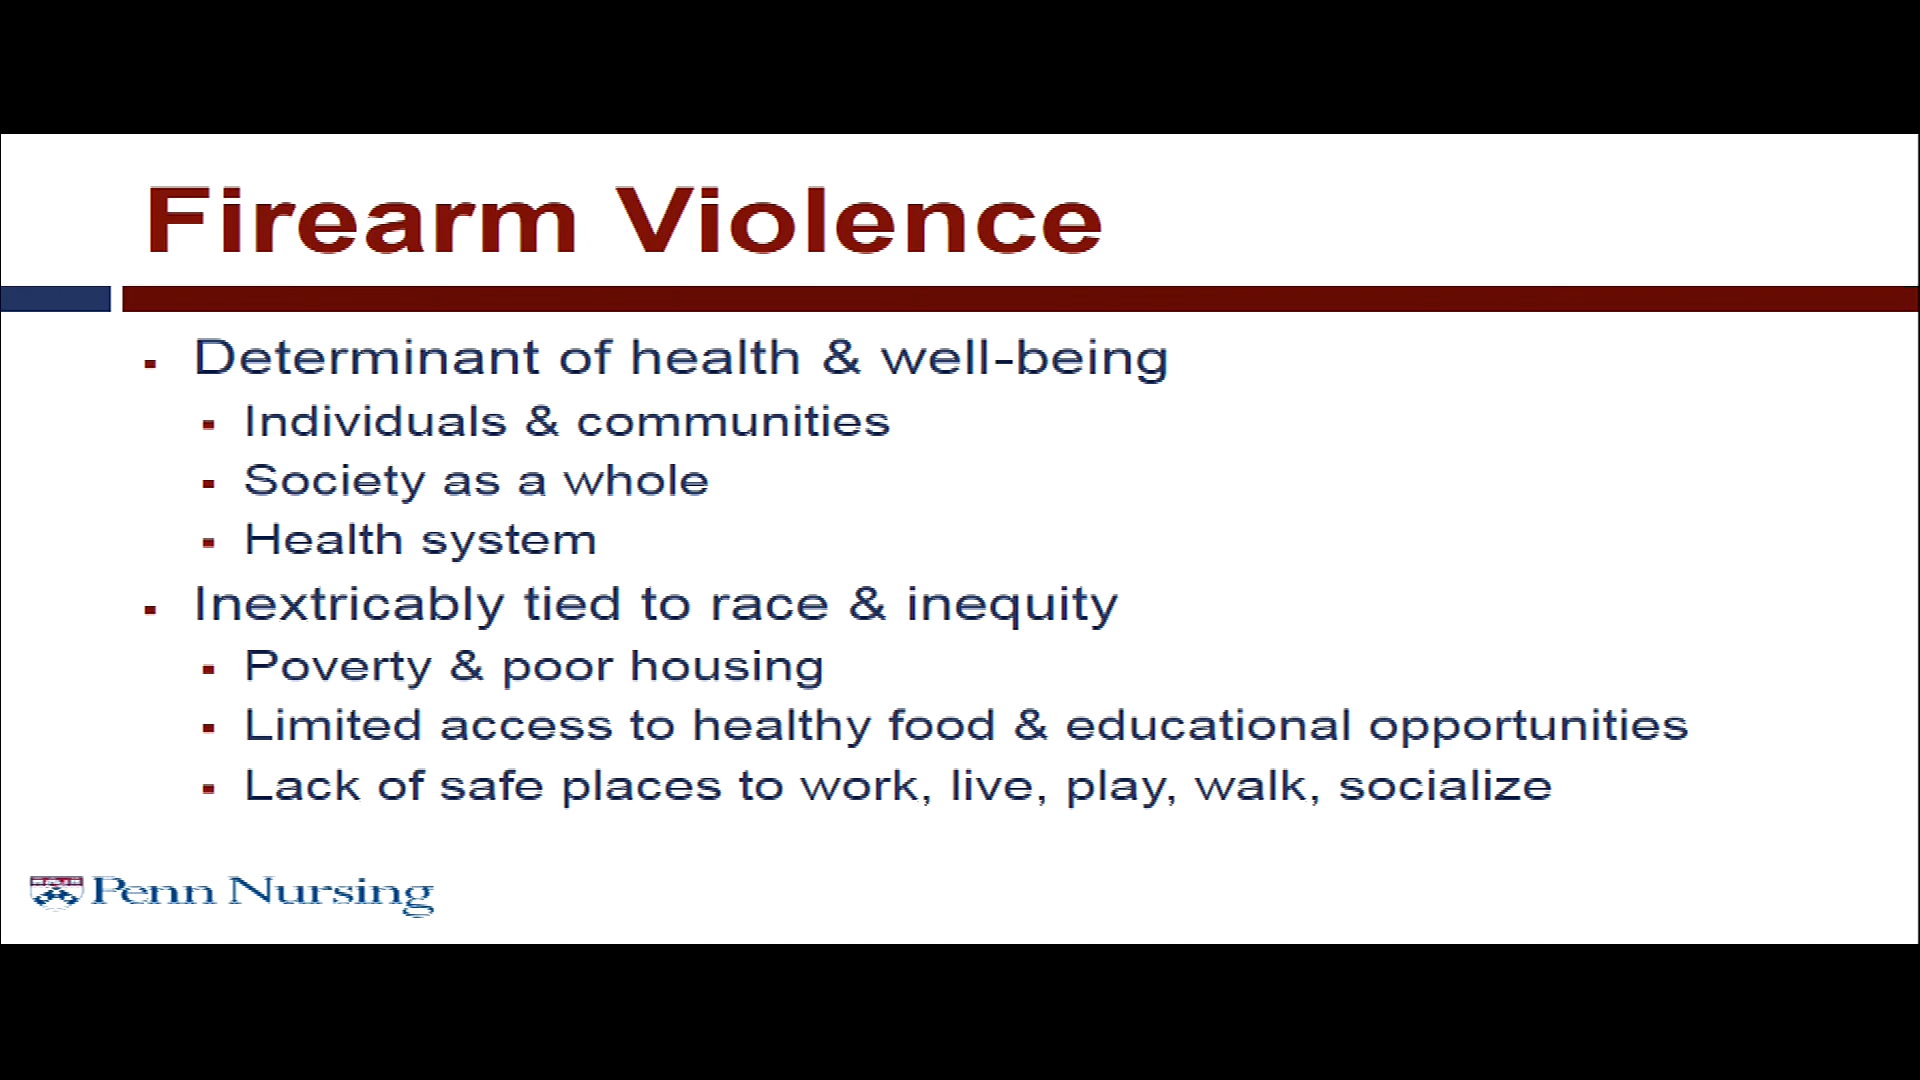 Firearm Violence
▪ Determinant of health & well-being
▪ Individuals & communities
▪ Society as a whole
▪ Health system
▪ Inextricably tied to race & inequity
▪ Poverty & poor housing
▪ Limited access to healthy food & educational opportunities
▪ Lack of safe places to work, live, play, walk, socialize
Penn Nursing